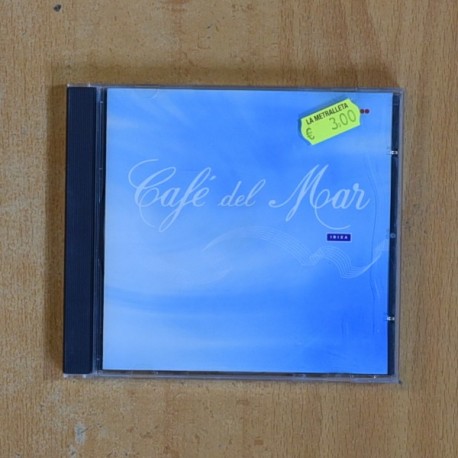 LA METRALLETA
€ 3.00
Café del Mar
IBIZA